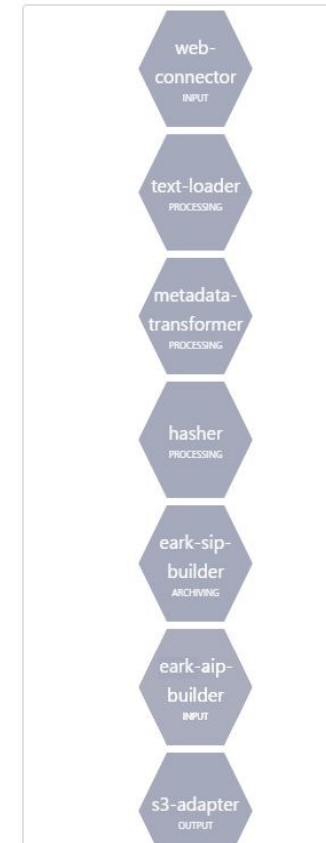 web-
connector
INPUT
text-loader
PROCESSING
metadata-
transformer
PROCESSING
hasher
PROCESSING
eark-sip-
builder
ARCHIVING
eark-aip-
builder
INPUT
s3-adapter
OUTPUT